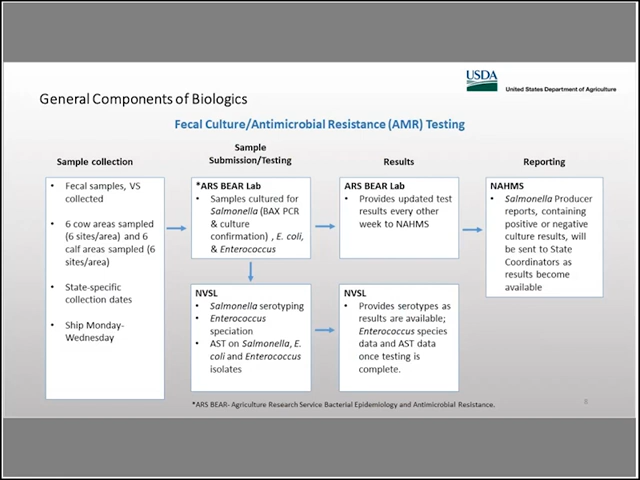 USDA
United States Department of Agriculture
General Components of Biologics
Fecal Culture/Antimicrobial Resistance (AMR) Testing
Sample collection
Sample
Submission/Testing
Results
Reporting
• Fecal samples, VS
collected
• 6 cow areas sampled
(6 sites/area) and 6
calf areas sampled (6
sites/area)
• State-specific
collection dates
• Ship Monday-
Wednesday
*ARS BEAR Lab
• Samples cultured for
Salmonella (BAX PCR
& culture
confirmation) , E. coli,
& Enterococcus
ARS BEAR Lab
• Provides updated test
results every other
week to NAHMS
NAHMS
• Salmonella Producer
reports, containing
positive or negative
culture results, will
be sent to State
Coordinators as
results become
available
NVSL
• Salmonella serotyping
• Enterococcus
speciation
• AST on Salmonella, E.
coli and Enterococcus
isolates
NVSL
• Provides serotypes as
results are available;
Enterococcus species
data and AST data
once testing is
complete.
*ARS BEAR- Agriculture Research Service Bacterial Epidemiology and Antimicrobial Resistance.
8